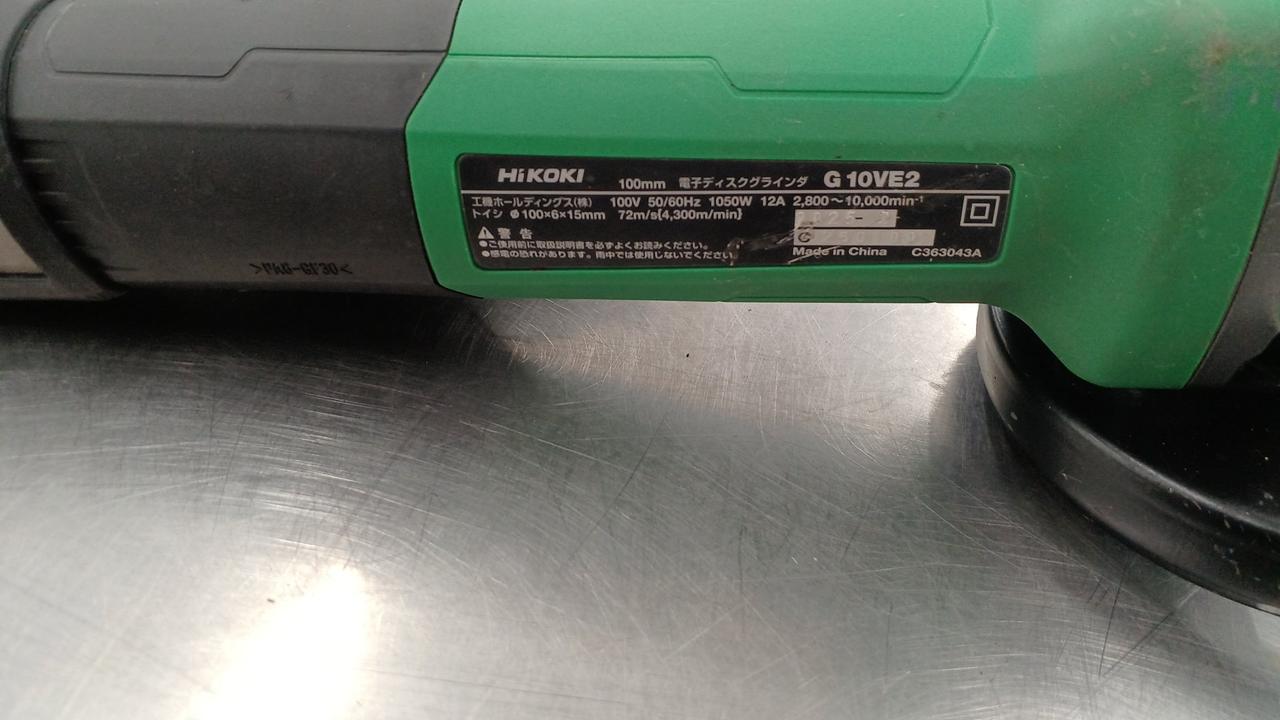 HiKOKI 100mm 電子ディスクグラインダ G 10VE2
工機ホールディングス(株) 100V 50/60Hz 1050W 12A 2,800～10,000min⁻¹
トイシ φ100×6×15mm 72m/s{4,300m/min}
⚠ 警告
●ご使用前に取扱説明書を必ずよくお読みください。
●感電の恐れがあります。雨中では使用しないでください。
Made in China C363043A